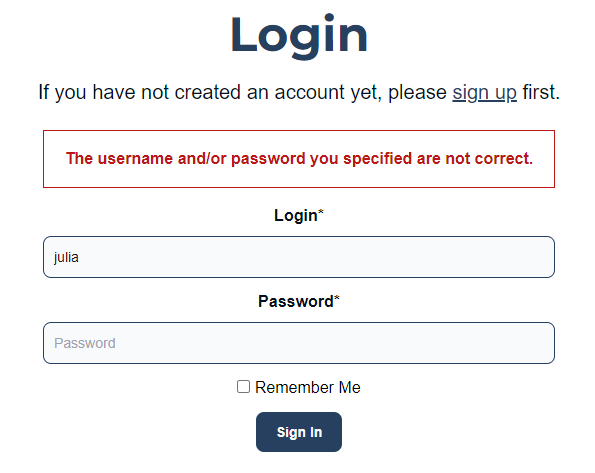 Login
If you have not created an account yet, please sign up first.
The username and/or password you specified are not correct.
Login*
julia
Password*
Password
Remember Me
Sign In